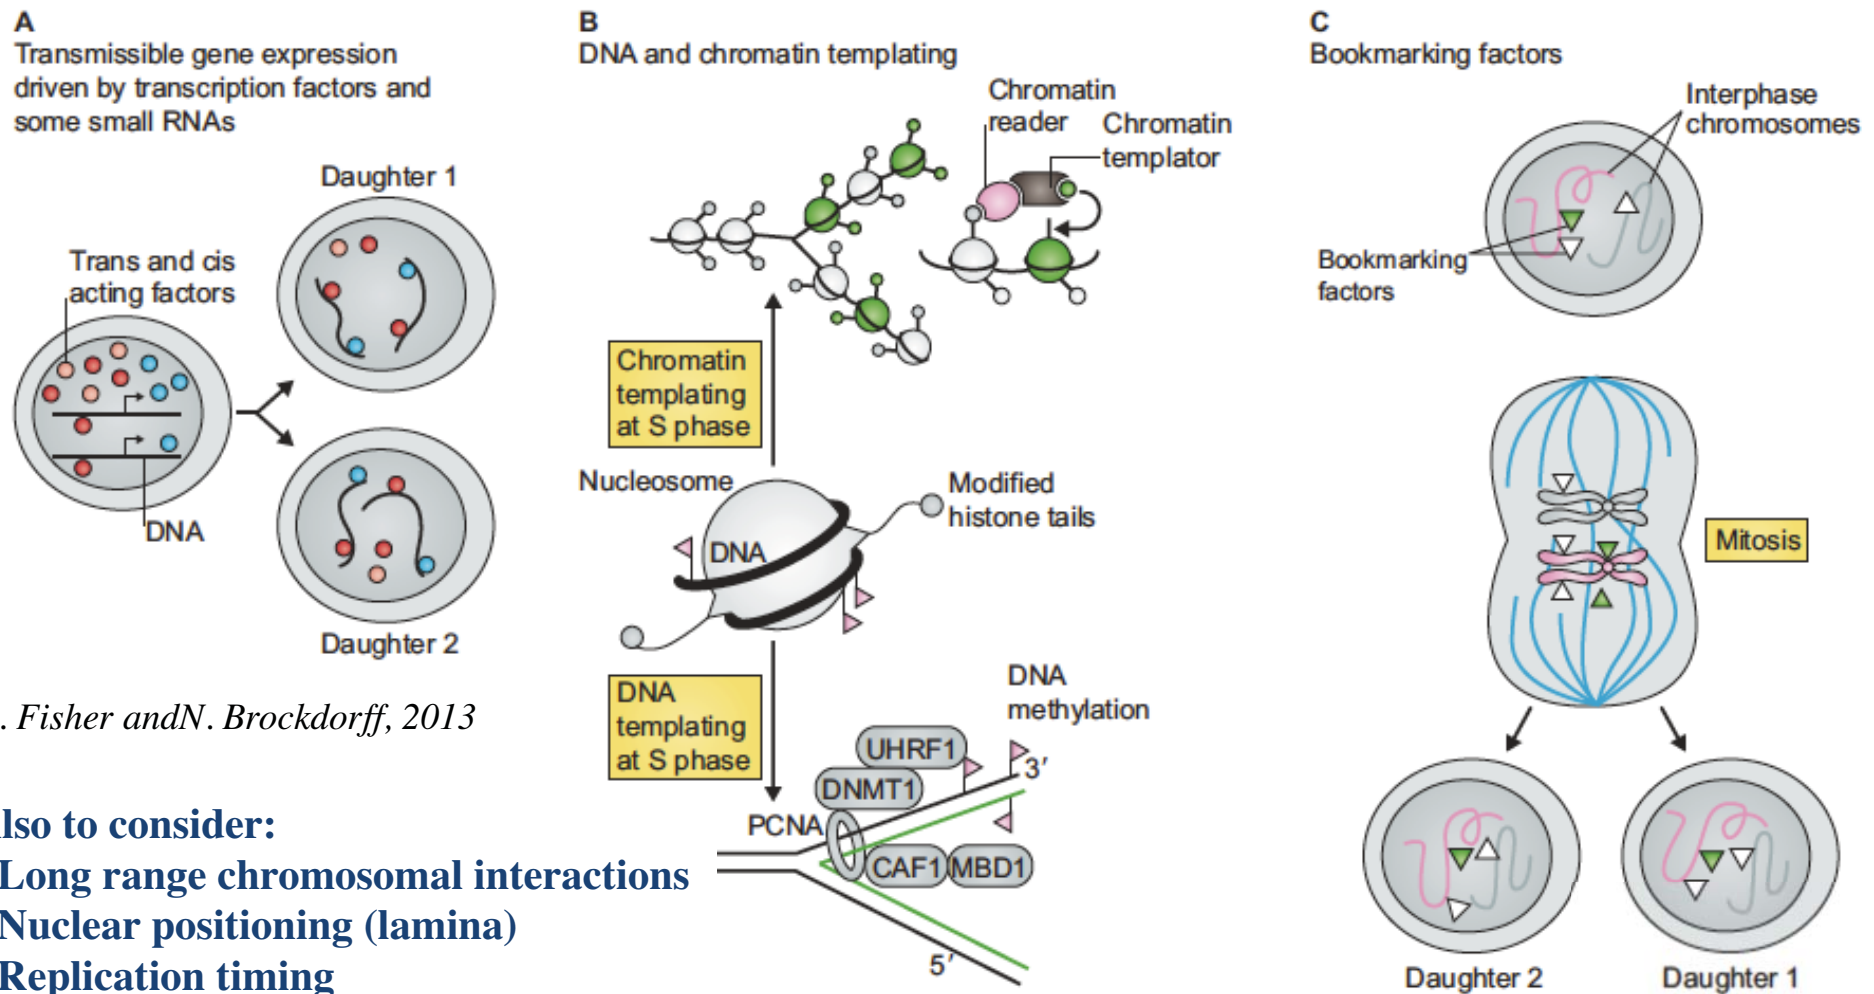 A
Transmissible gene expression
driven by transcription factors and
some small RNAs
Daughter 1
Trans and cis
acting factors
DNA
Daughter 2
. Fisher andN. Brockdorff, 2013
lso to consider:
Long range chromosomal interactions
Nuclear positioning (lamina)
Replication timing
B
DNA and chromatin templating
Chromatin
reader
Chromatin
templator
Chromatin
templating
at S phase
Nucleosome
Modified
histone tails
DNA
DNA
templating
at S phase
DNA
methylation
UHRF1
3′
DNMT1
PCNA
CAF1
MBD1
5′
C
Bookmarking factors
Interphase
chromosomes
Bookmarking
factors
Mitosis
Daughter 2
Daughter 1